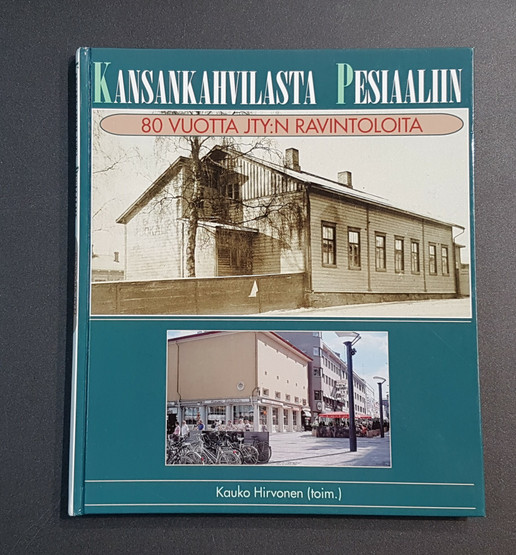 KANSANKAHVILASTA PESIAALIIN
80 VUOTTA JTY:N RAVINTOLOITA
Kauko Hirvonen (toim.)